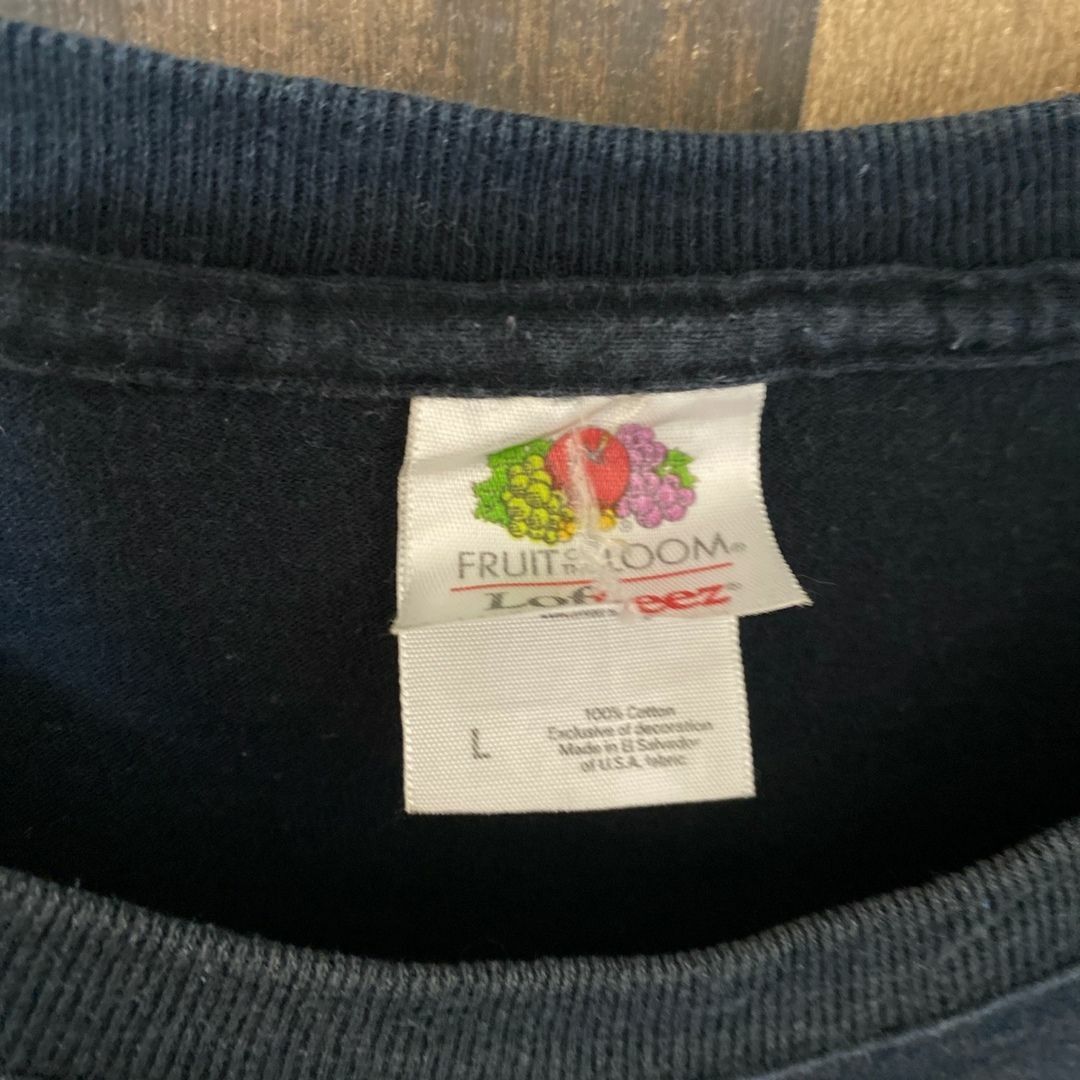 FRUIT OF THE LOOM®
Lofteez
L
100% Cotton
Exclusive of decoration
Made in El Salvador
of U.S.A. fabric